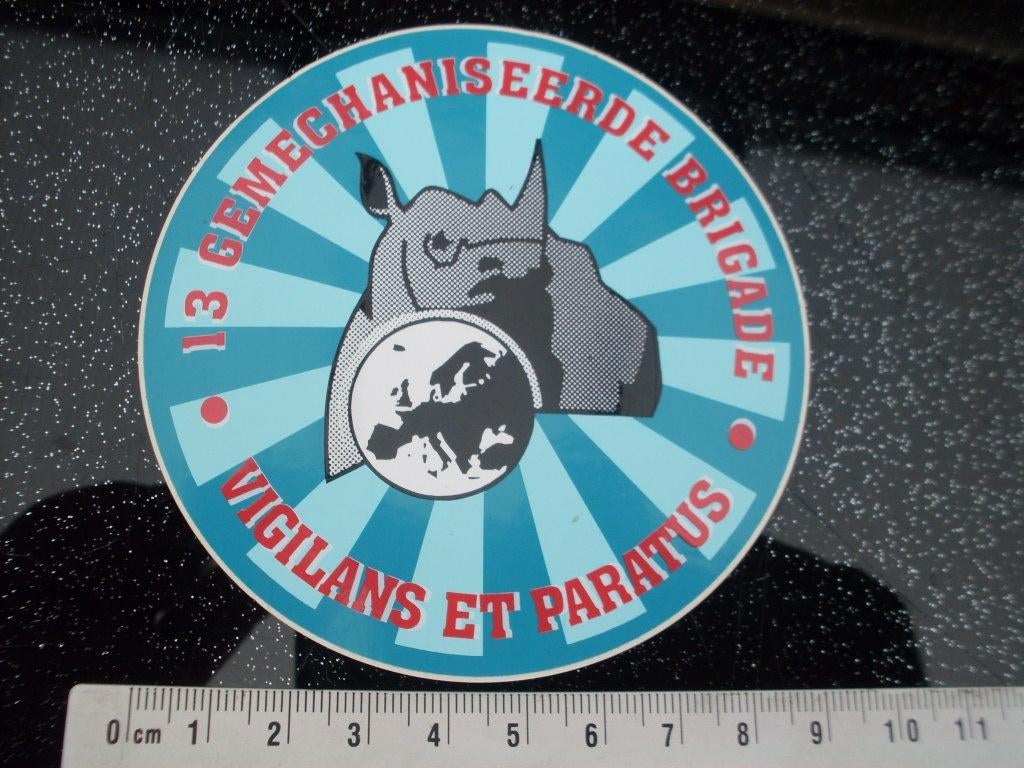 13 GEMECHANISEERDE BRIGADE
VIGILANS ET PARATUS
0 cm 1 2 3 4 5 6 7 8 9 10 11